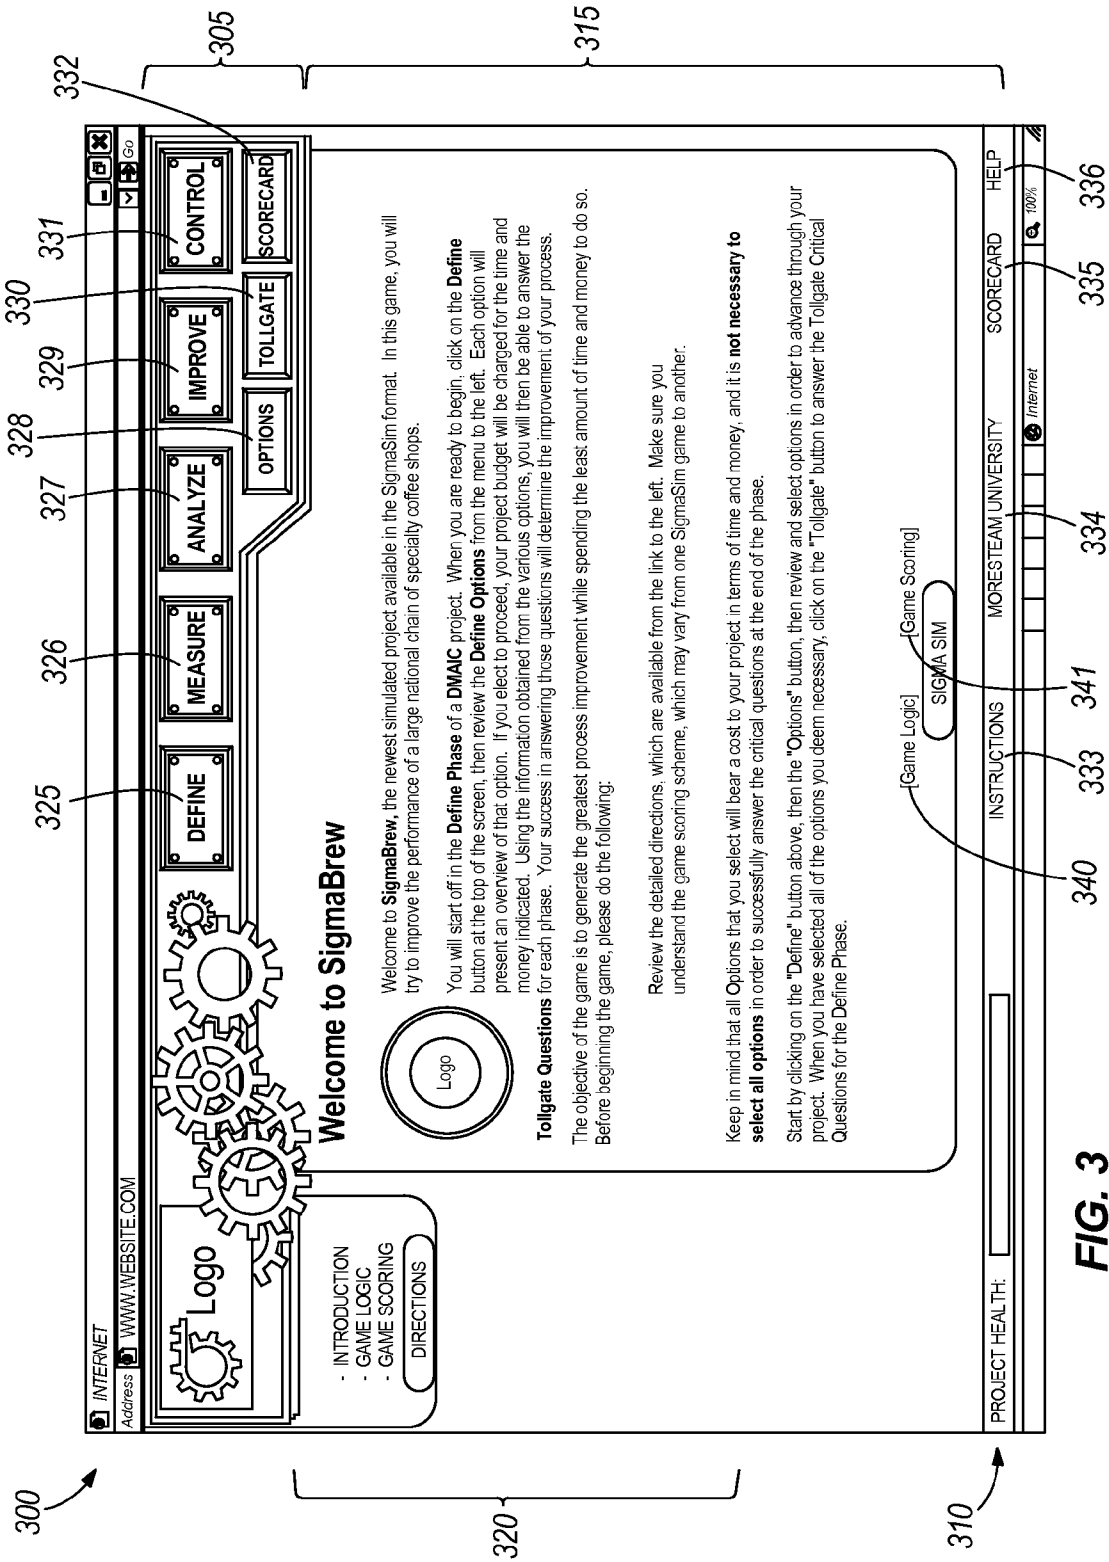 300
INTERNET
Address WWW.WEBSITE.COM
Go
Logo
325
326
327
328
329
330
331
332
DEFINE
MEASURE
ANALYZE
IMPROVE
CONTROL
OPTIONS
TOLLGATE
SCORECARD
305
315
320
- INTRODUCTION
- GAME LOGIC
- GAME SCORING
DIRECTIONS
Welcome to SigmaBrew
Logo
Welcome to SigmaBrew, the newest simulated project available in the SigmaSim format. In this game, you will
try to improve the performance of a large national chain of specialty coffee shops.
You will start off in the Define Phase of a DMAIC project. When you are ready to begin, click on the Define
button at the top of the screen, then review the Define Options from the menu to the left. Each option will
present an overview of that option. If you elect to proceed, your project budget will be charged for the time and
money indicated. Using the information obtained from the various options, you will then be able to answer the
Tollgate Questions for each phase. Your success in answering those questions will determine the improvement of your process.
The objective of the game is to generate the greatest process improvement while spending the least amount of time and money to do so.
Before beginning the game, please do the following:
Review the detailed directions, which are available from the link to the left. Make sure you
understand the game scoring scheme, which may vary from one SigmaSim game to another.
Keep in mind that all Options that you select will bear a cost to your project in terms of time and money, and it is not necessary to
select all options in order to successfully answer the critical questions at the end of the phase.
Start by clicking on the "Define" button above, then the "Options" button, then review and select options in order to advance through your
project. When you have selected all of the options you deem necessary, click on the "Tollgate" button to answer the Tollgate Critical
Questions for the Define Phase.
[Game Logic] [Game Scoring]
SIGMA SIM
310
PROJECT HEALTH: INSTRUCTIONS MORESTEAM UNIVERSITY SCORECARD HELP
Internet 100%
340
333
341
334
335
336
FIG. 3